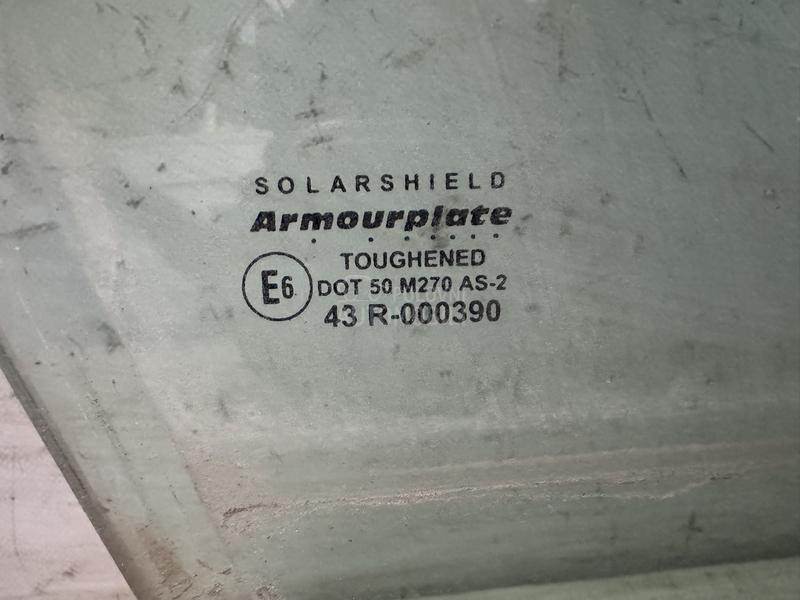 SOLARSHIELD
Armourplate
TOUGHENED
E6 DOT 50 M270 AS-2
43 R-000390